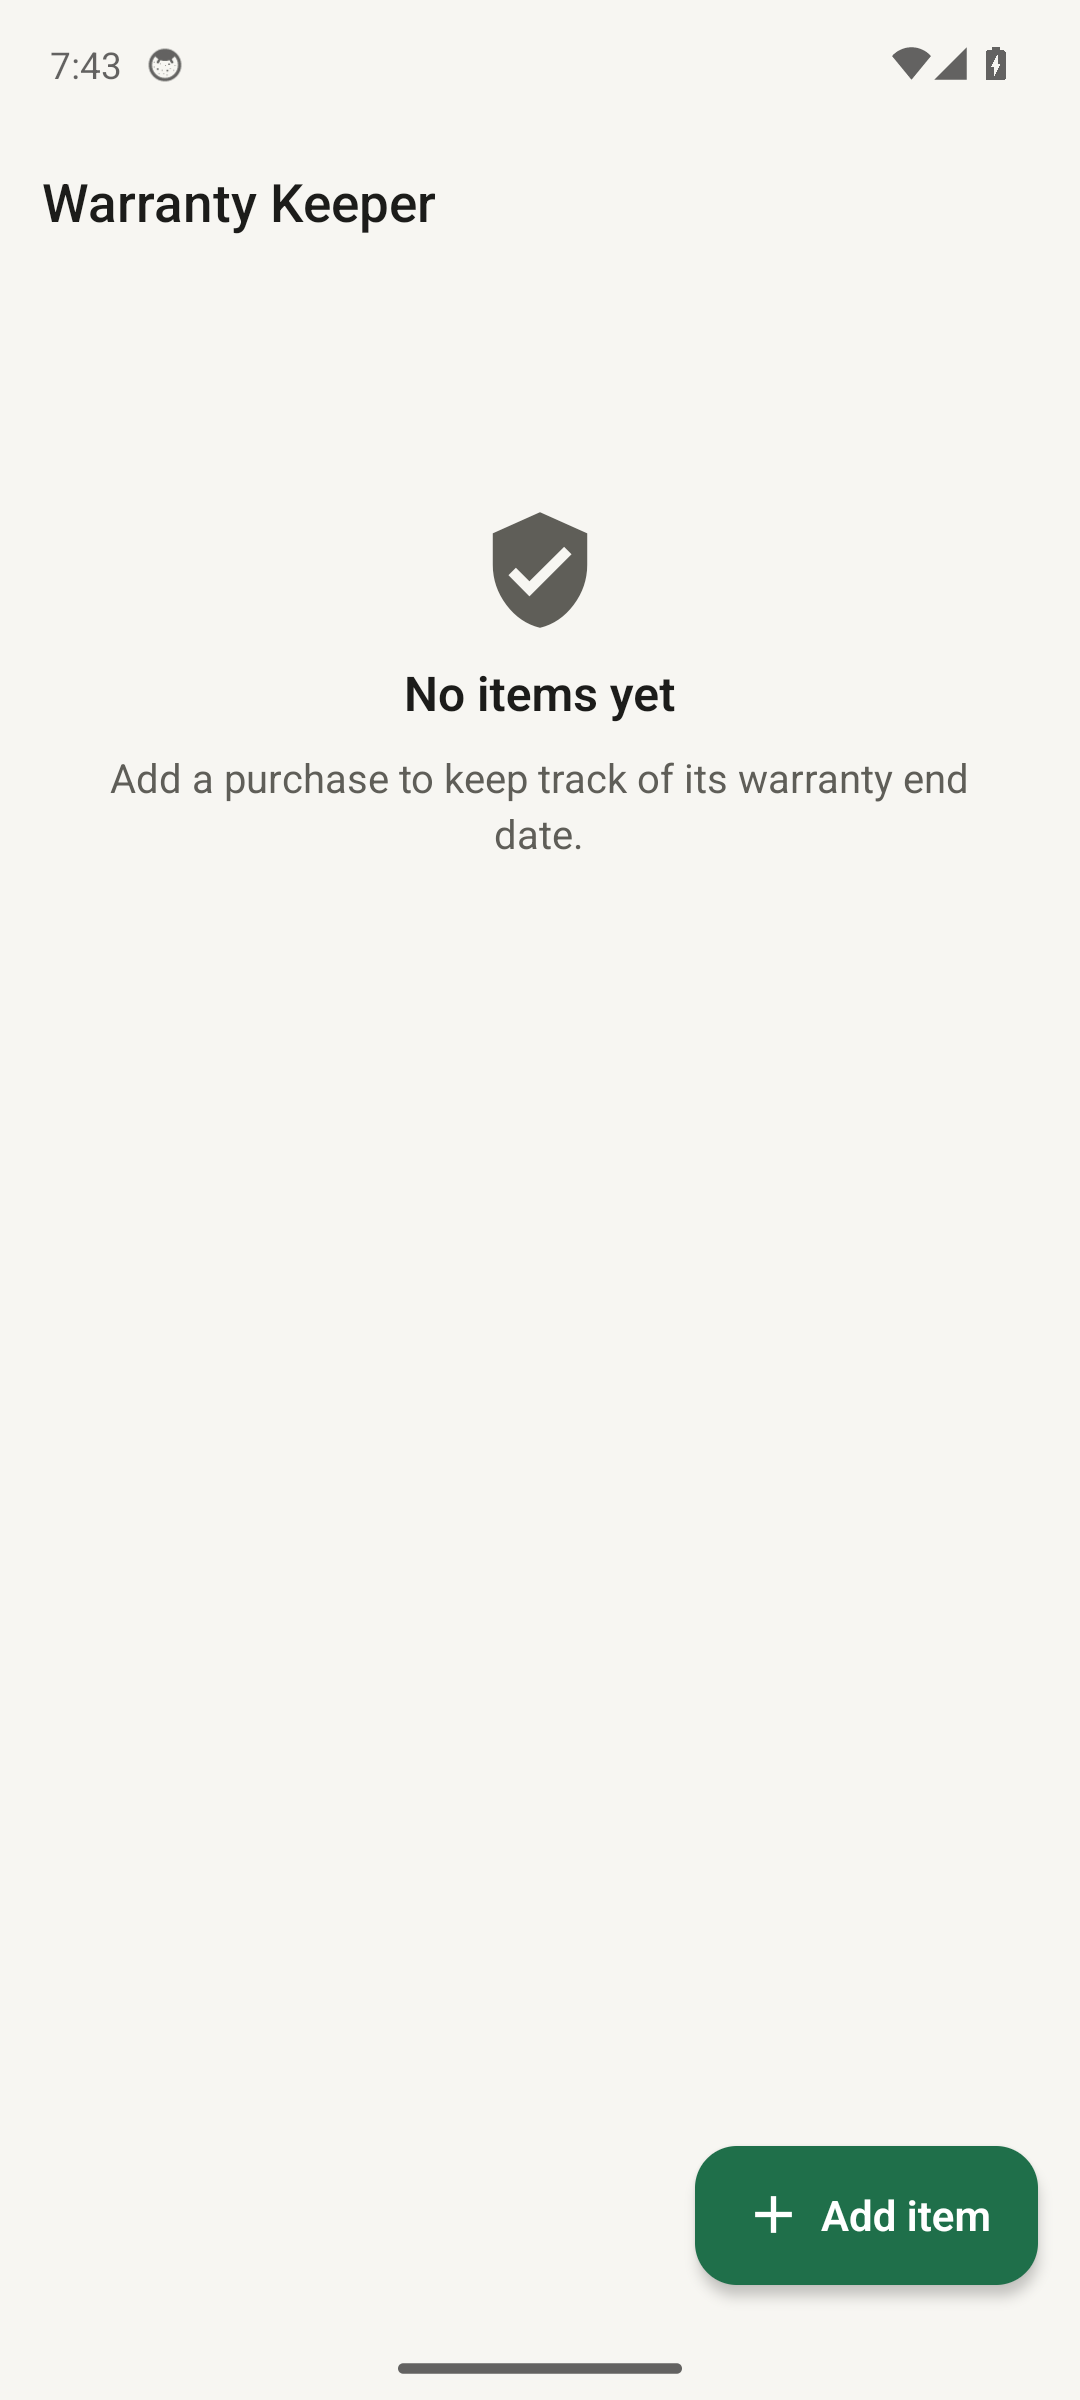 7:43
Warranty Keeper
No items yet
Add a purchase to keep track of its warranty end
date.
Add item